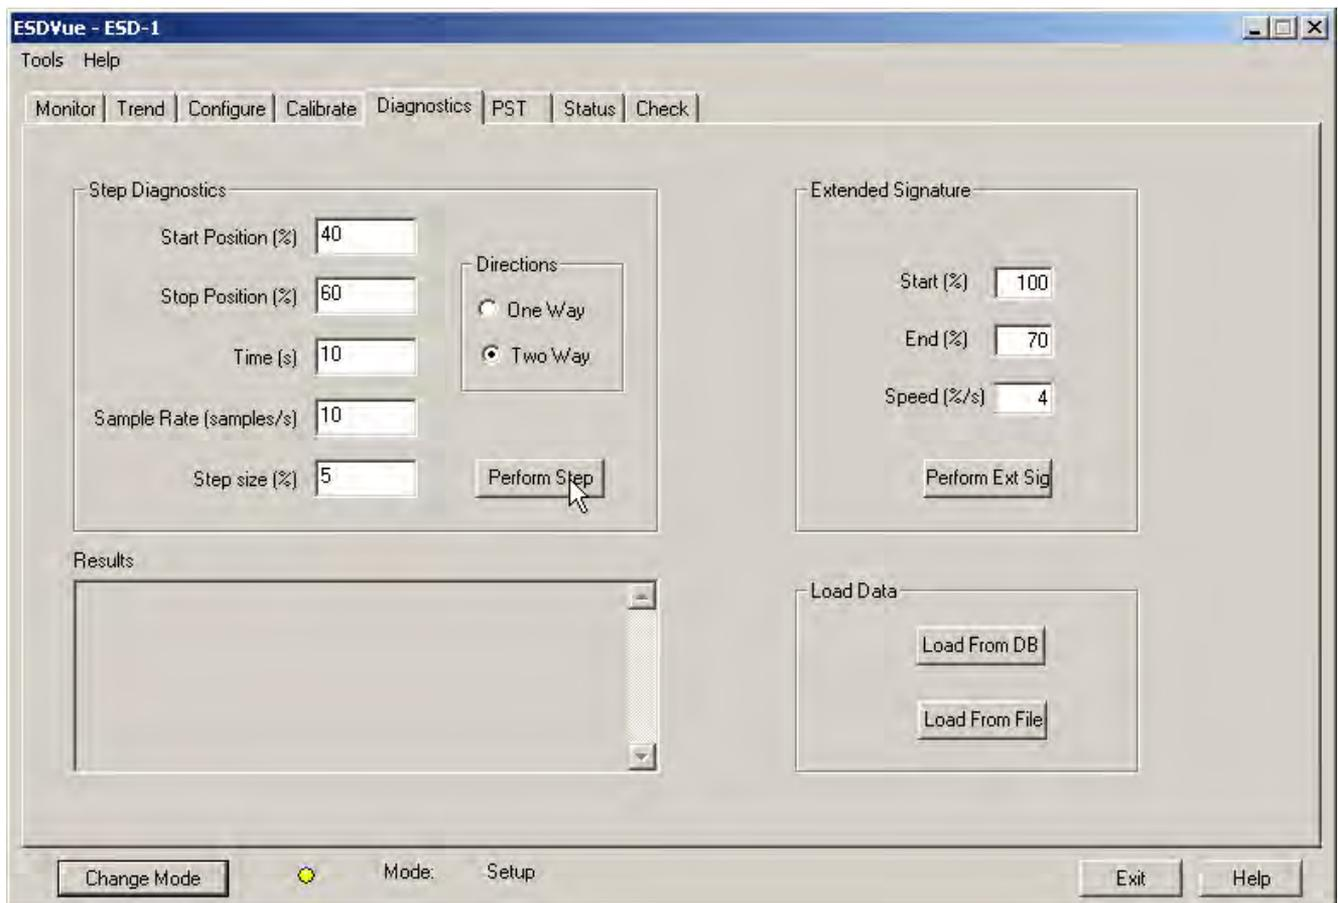 ESDVue - ESD-1
Tools Help
Monitor Trend Configure Calibrate Diagnostics PST Status Check
Step Diagnostics
Start Position (%) 40
Stop Position (%) 60
Time (s) 10
Sample Rate (samples/s) 10
Step size (%) 5
Directions
One Way
Two Way
Perform Step
Extended Signature
Start (%) 100
End (%) 70
Speed (%/s) 4
Perform Ext Sig
Results
Load Data
Load From DB
Load From File
Change Mode Mode: Setup Exit Help